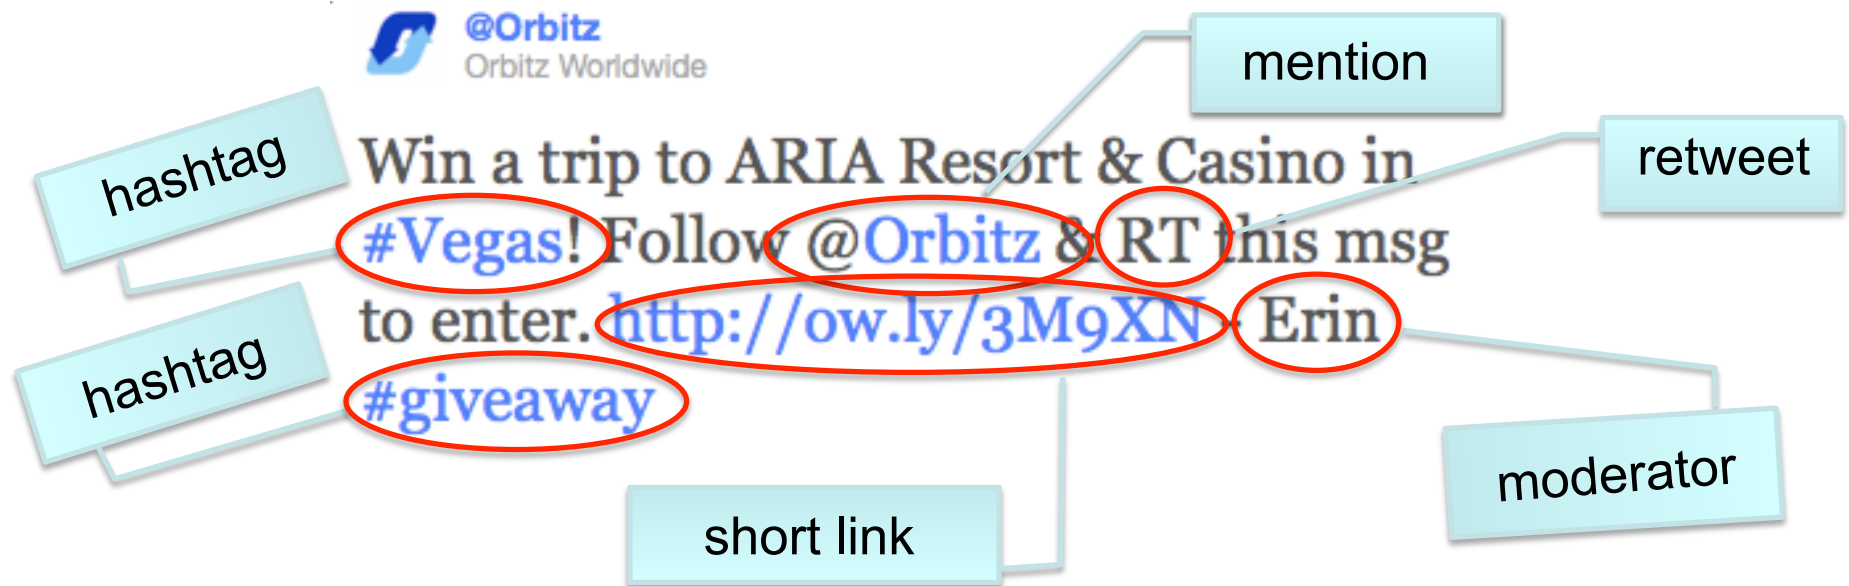 @Orbitz
Orbitz Worldwide
mention
hashtag
Win a trip to ARIA Resort & Casino in
retweet
#Vegas! Follow @Orbitz & RT this msg
to enter. http://ow.ly/3M9XN - Erin
hashtag
#giveaway
moderator
short link